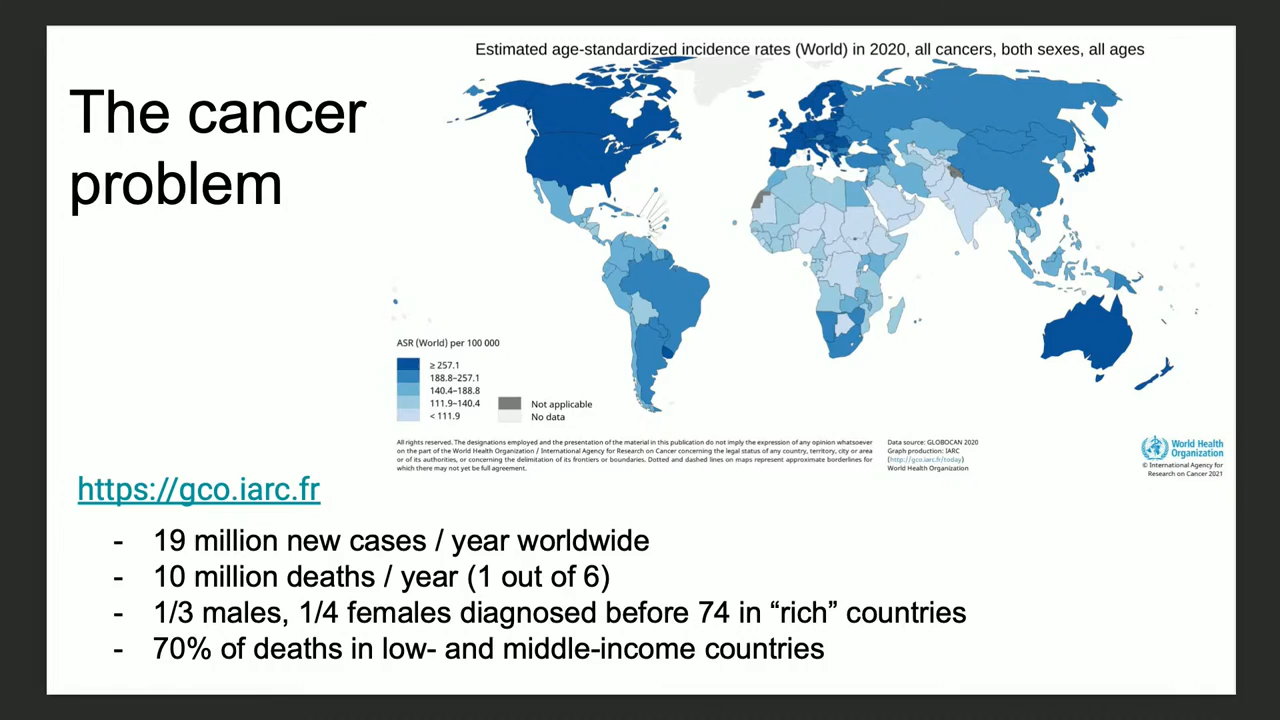 Estimated age-standardized incidence rates (World) in 2020, all cancers, both sexes, all ages
The cancer
problem
ASR (World) per 100 000
≥ 257.1
188.8–257.1
140.4–188.8
111.9–140.4
< 111.9
Not applicable
No data
All rights reserved. The designations employed and the presentation of the material in this publication do not imply the expression of any opinion whatsoever
on the part of the World Health Organization / International Agency for Research on Cancer concerning the legal status of any country, territory, city or area
or of its authorities, or concerning the delimitation of its frontiers or boundaries. Dotted and dashed lines on maps represent approximate borderlines for
which there may not yet be full agreement.
Data source: GLOBOCAN 2020
Graph production: IARC
(http://gco.iarc.fr/today)
World Health Organization
World Health
Organization
© International Agency for
Research on Cancer 2021
https://gco.iarc.fr
- 19 million new cases / year worldwide
- 10 million deaths / year (1 out of 6)
- 1/3 males, 1/4 females diagnosed before 74 in “rich” countries
- 70% of deaths in low- and middle-income countries